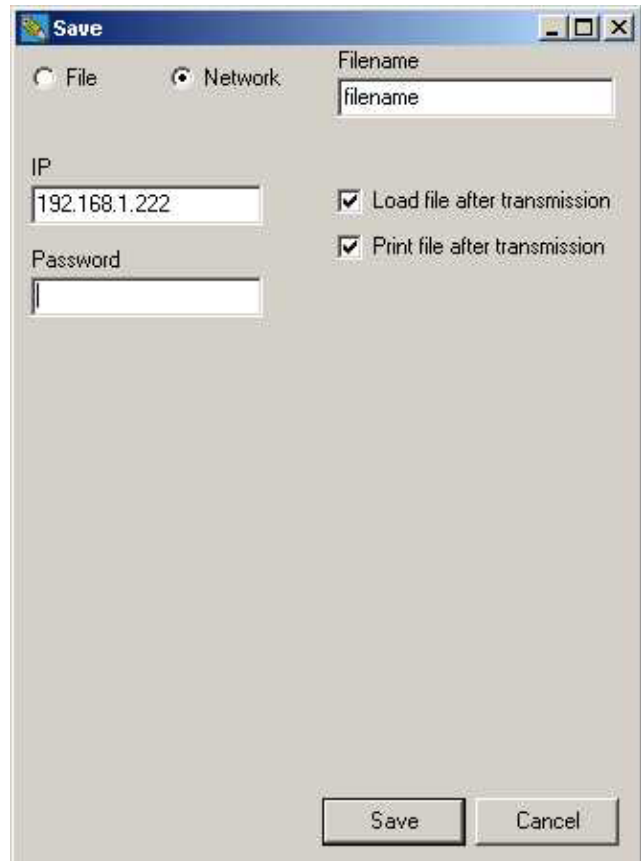 Save
File
Network
Filename
filename
IP
192.168.1.222
Load file after transmission
Password
Print file after transmission
Save
Cancel